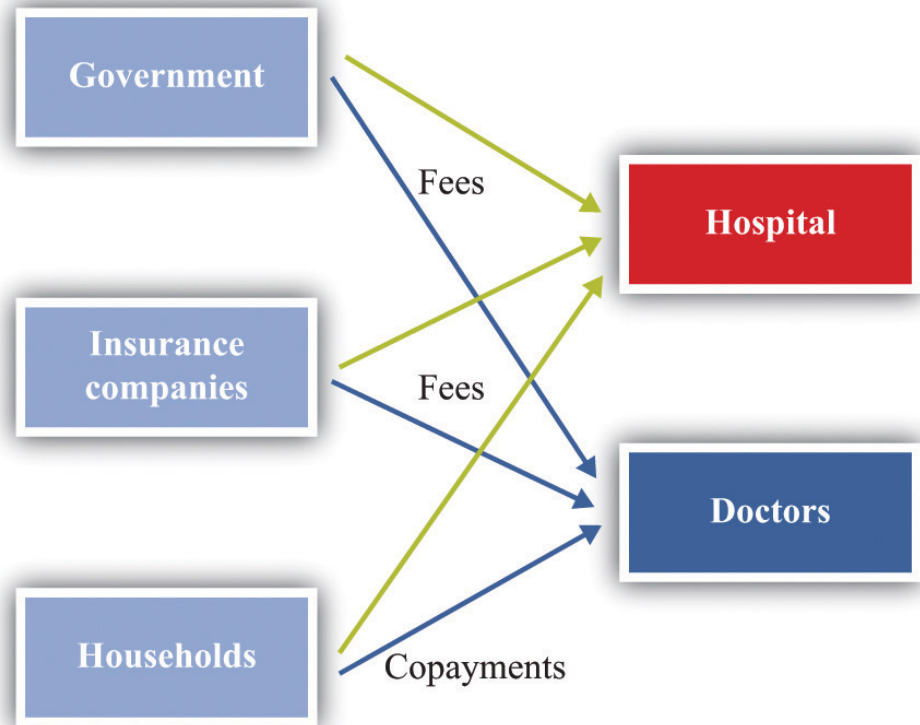 Government
Fees
Hospital
Insurance
companies
Fees
Doctors
Households
Copayments